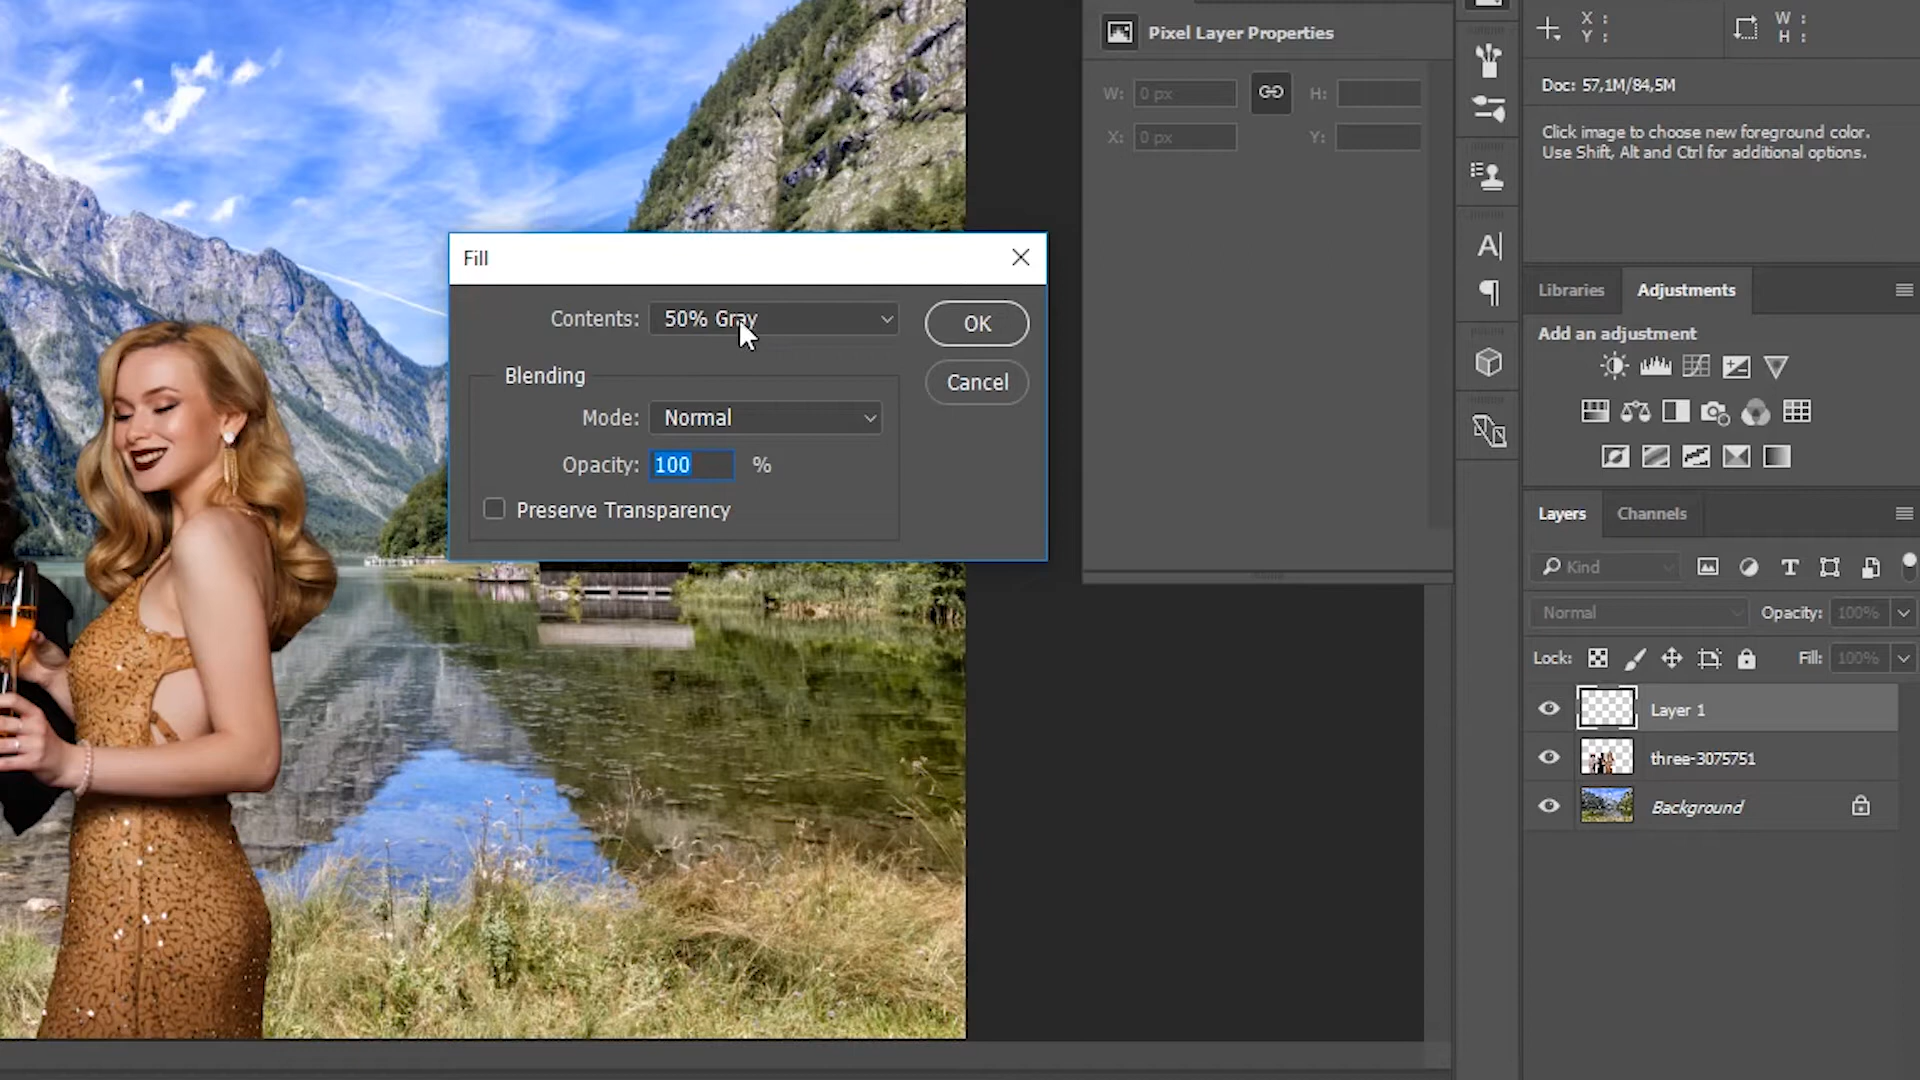 Fill
Contents: 50% Gray
OK
Blending
Cancel
Mode: Normal
Opacity: 100 %
Preserve Transparency
Pixel Layer Properties
W: 0 px H:
X: 0 px Y:
X :
Y :
W :
H :
Doc: 57,1M/84,5M
Click image to choose new foreground color.
Use Shift, Alt and Ctrl for additional options.
Libraries Adjustments
Add an adjustment
Layers Channels
Kind
Normal Opacity: 100%
Lock: Fill: 100%
Layer 1
three-3075751
Background